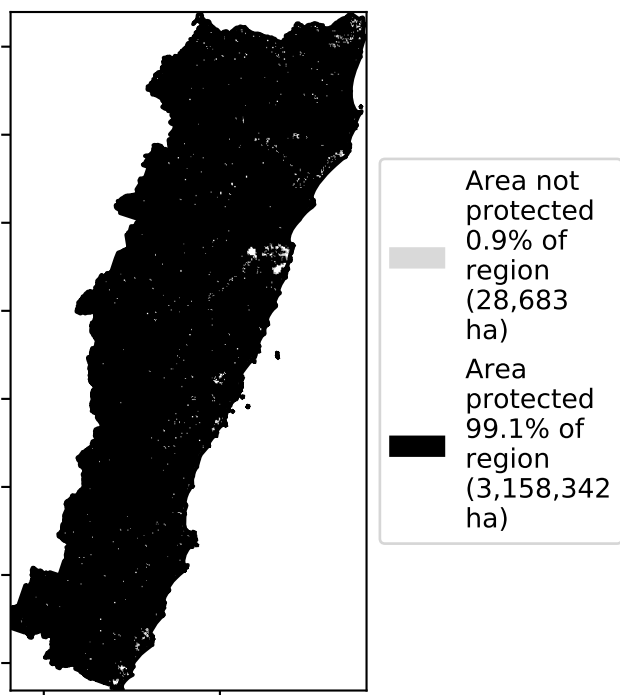 Area not
protected
0.9% of
region
(28,683
ha)
Area
protected
99.1% of
region
(3,158,342
ha)